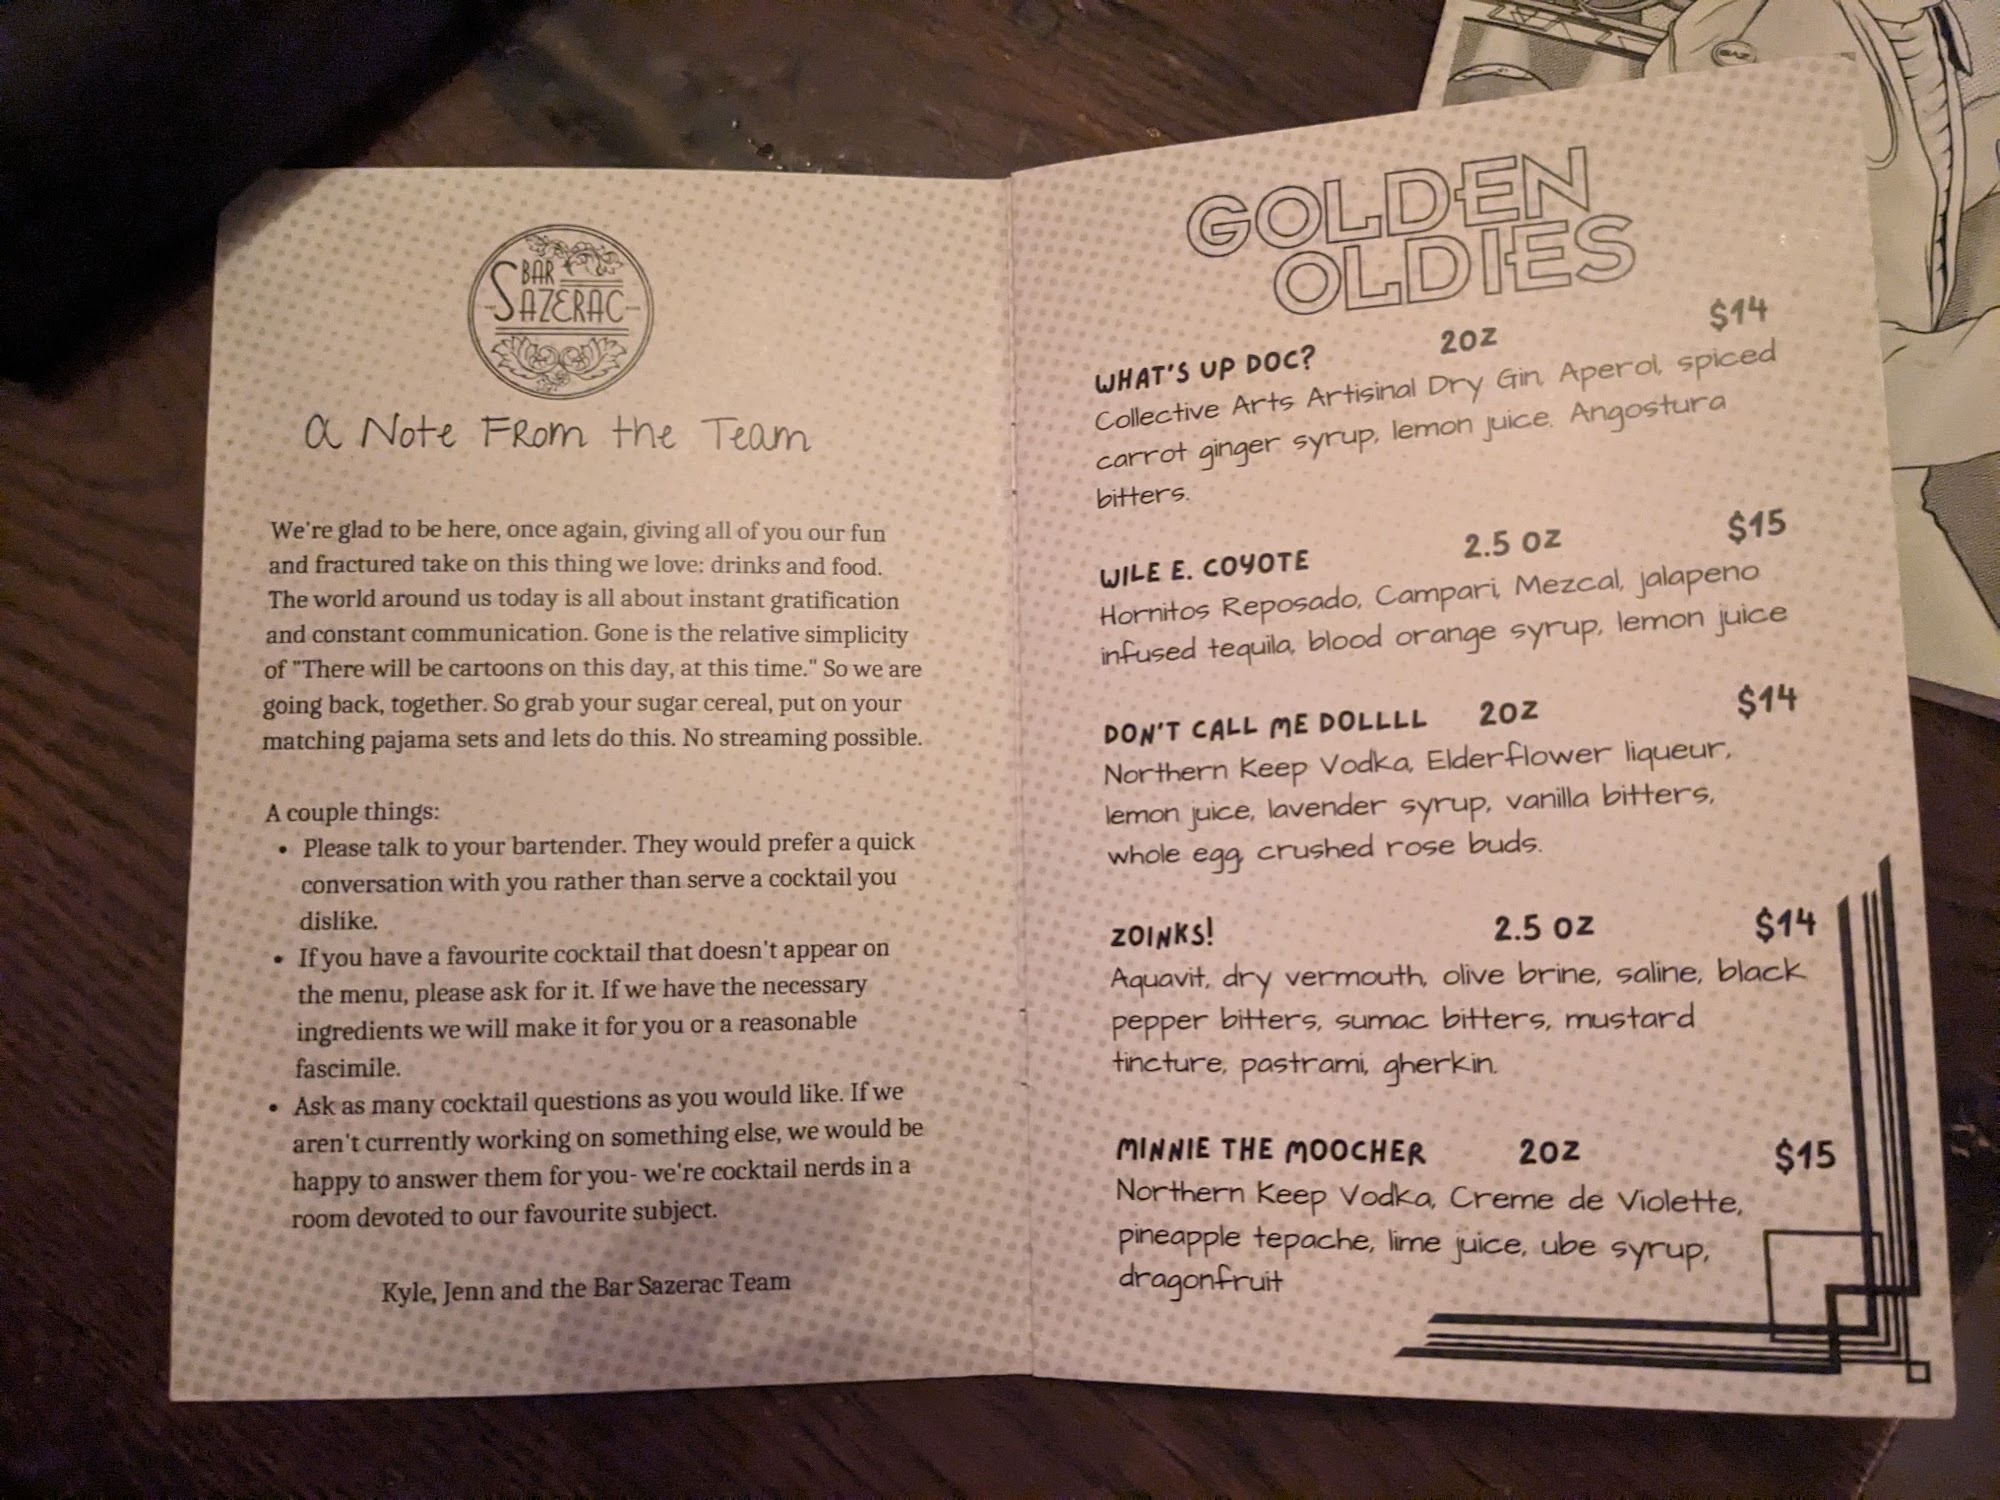 BAR
SAZERAC
A Note From the Team
We're glad to be here, once again, giving all of you our fun
and fractured take on this thing we love: drinks and food.
The world around us today is all about instant gratification
and constant communication. Gone is the relative simplicity
of "There will be cartoons on this day, at this time." So we are
going back, together. So grab your sugar cereal, put on your
matching pajama sets and lets do this. No streaming possible.
A couple things:
• Please talk to your bartender. They would prefer a quick
conversation with you rather than serve a cocktail you
dislike.
• If you have a favourite cocktail that doesn't appear on
the menu, please ask for it. If we have the necessary
ingredients we will make it for you or a reasonable
fascimile.
• Ask as many cocktail questions as you would like. If we
aren't currently working on something else, we would be
happy to answer them for you- we're cocktail nerds in a
room devoted to our favourite subject.
Kyle, Jenn and the Bar Sazerac Team
GOLDEN
OLDIES
WHAT'S UP DOC? 2OZ $14
Collective Arts Artisinal Dry Gin, Aperol, spiced
carrot ginger syrup, lemon juice. Angostura
bitters.
WILE E. COYOTE 2.5 OZ $15
Hornitos Reposado, Campari, Mezcal, jalapeno
infused tequila, blood orange syrup, lemon juice
DON'T CALL ME DOLLLL 2OZ $14
Northern Keep Vodka, Elderflower liqueur,
lemon juice, lavender syrup, vanilla bitters,
whole egg, crushed rose buds.
ZOINKS! 2.5 OZ $14
Aquavit, dry vermouth, olive brine, saline, black
pepper bitters, sumac bitters, mustard
tincture, pastrami, gherkin.
MINNIE THE MOOCHER 2OZ $15
Northern Keep Vodka, Creme de Violette,
pineapple tepache, lime juice, ube syrup,
dragonfruit